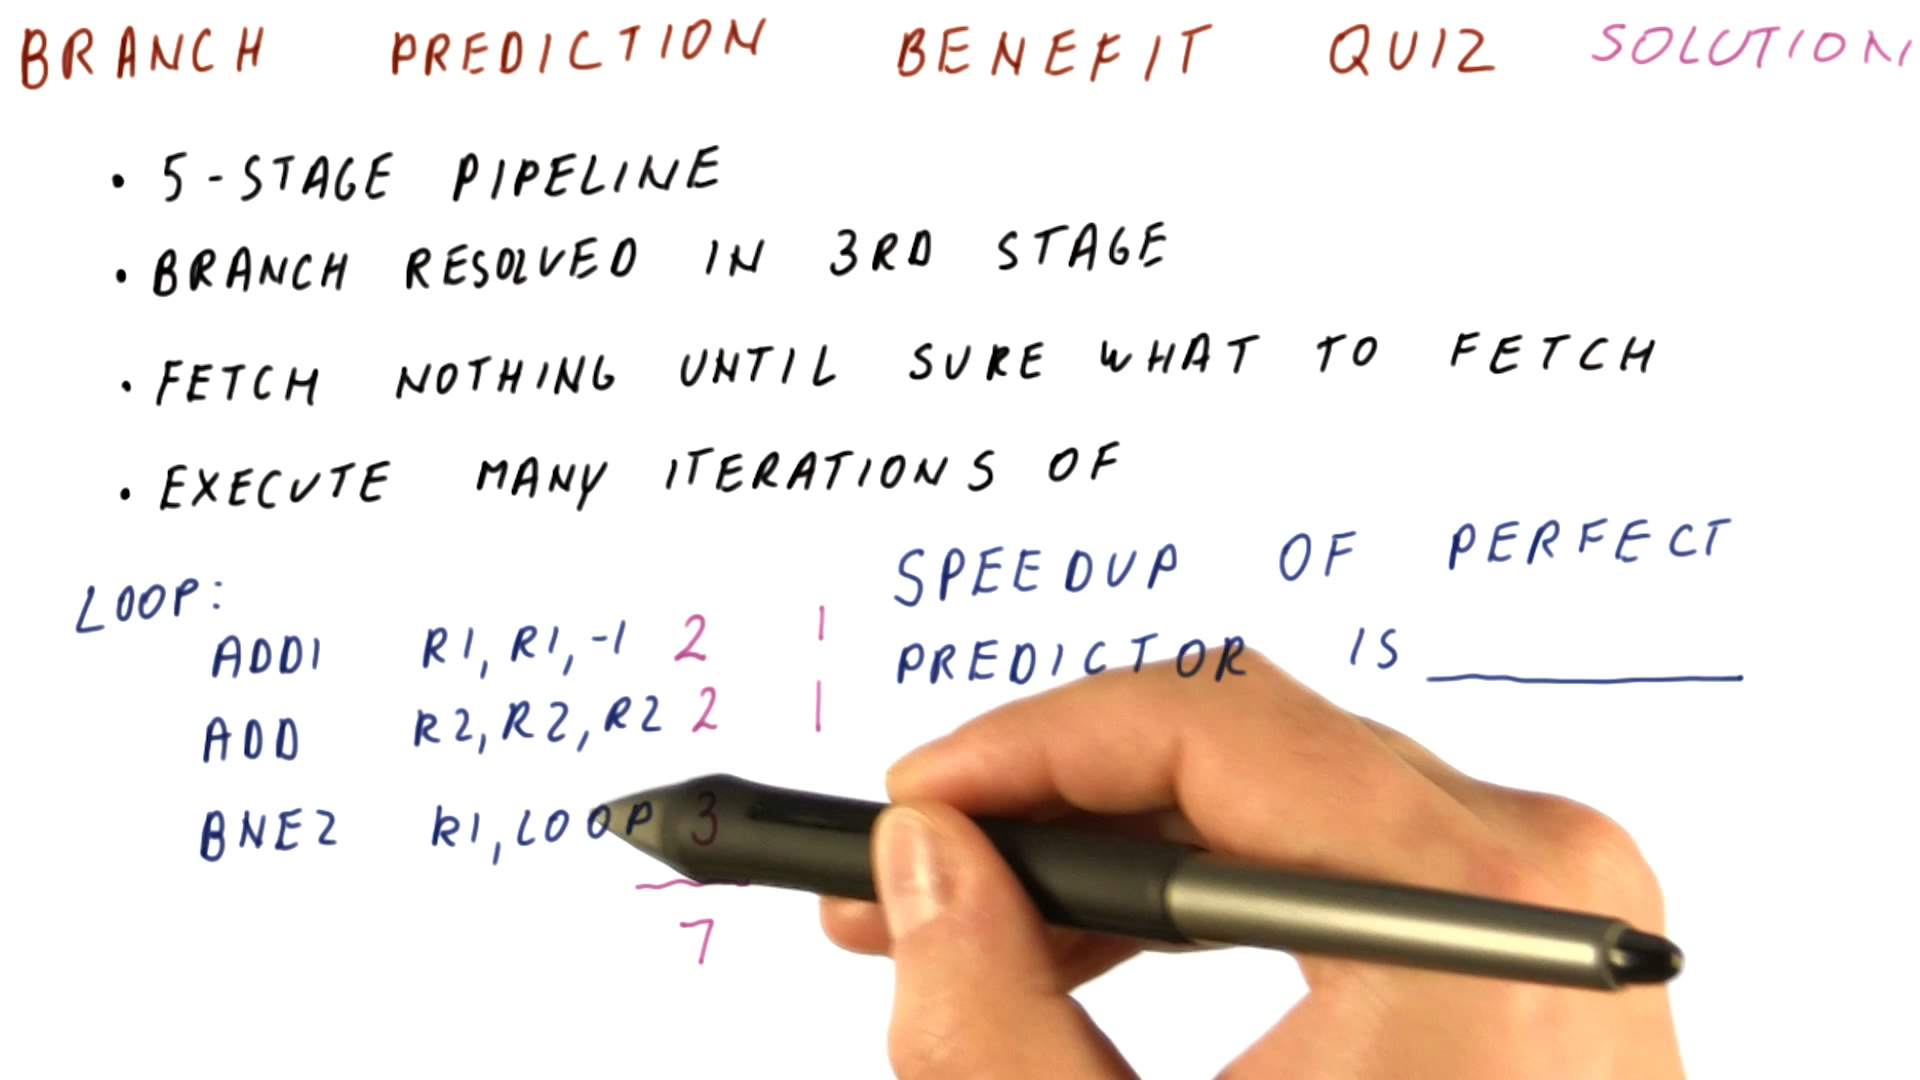 BRANCH PREDICTION BENEFIT QUIZ SOLUTION
• 5-STAGE PIPELINE
• BRANCH RESOLVED IN 3RD STAGE
• FETCH NOTHING UNTIL SURE WHAT TO FETCH
• EXECUTE MANY ITERATIONS OF
LOOP:
ADDI R1, R1, -1 2 1
ADD R2, R2, R2 2 1
BNEZ R1, LOOP 3
7
SPEEDUP OF PERFECT
PREDICTOR IS